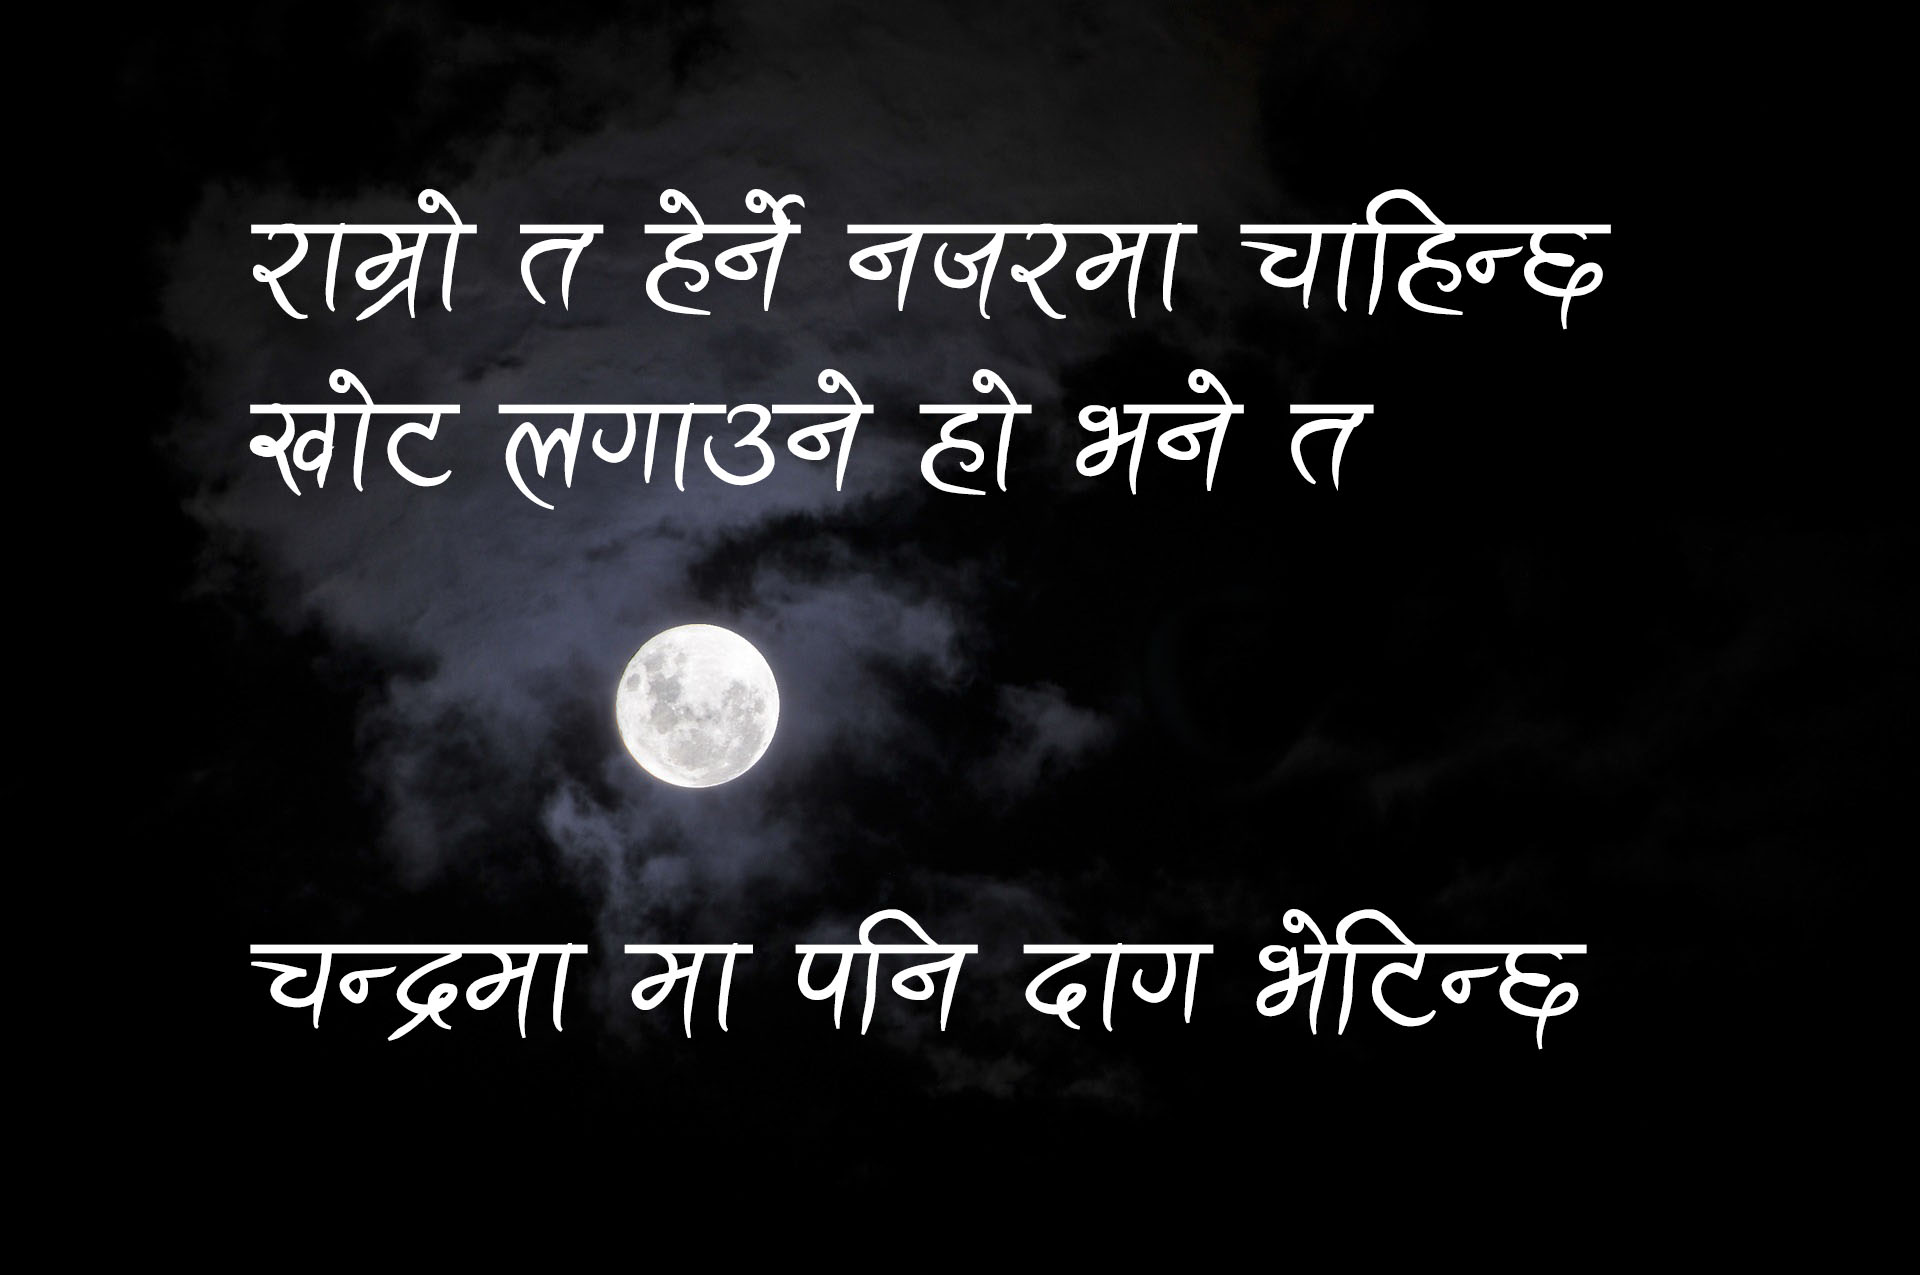 राम्रो त हेर्ने नजरमा चाहिन्छ
खोट लगाउने हो भने त
चन्द्रमा मा पनि दाग भेटिन्छ